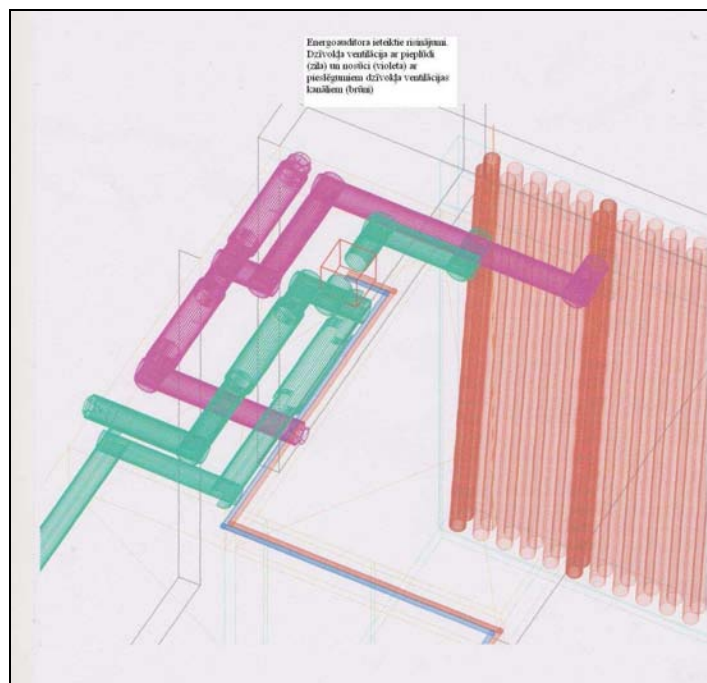 Energoauditora ieteiktie risinājumi.
Dzīvokļa ventilācija ar pieplūdi
(zila) un nosūci (violeta) ar
pieslēgumiem dzīvokļa ventilācijas
kanāliem (brūni)